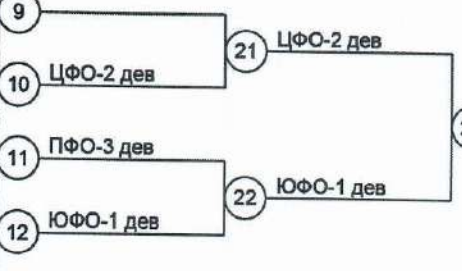 9
21 ЦФО-2 дев
10 ЦФО-2 дев
11 ПФО-3 дев
22 ЮФО-1 дев
12 ЮФО-1 дев